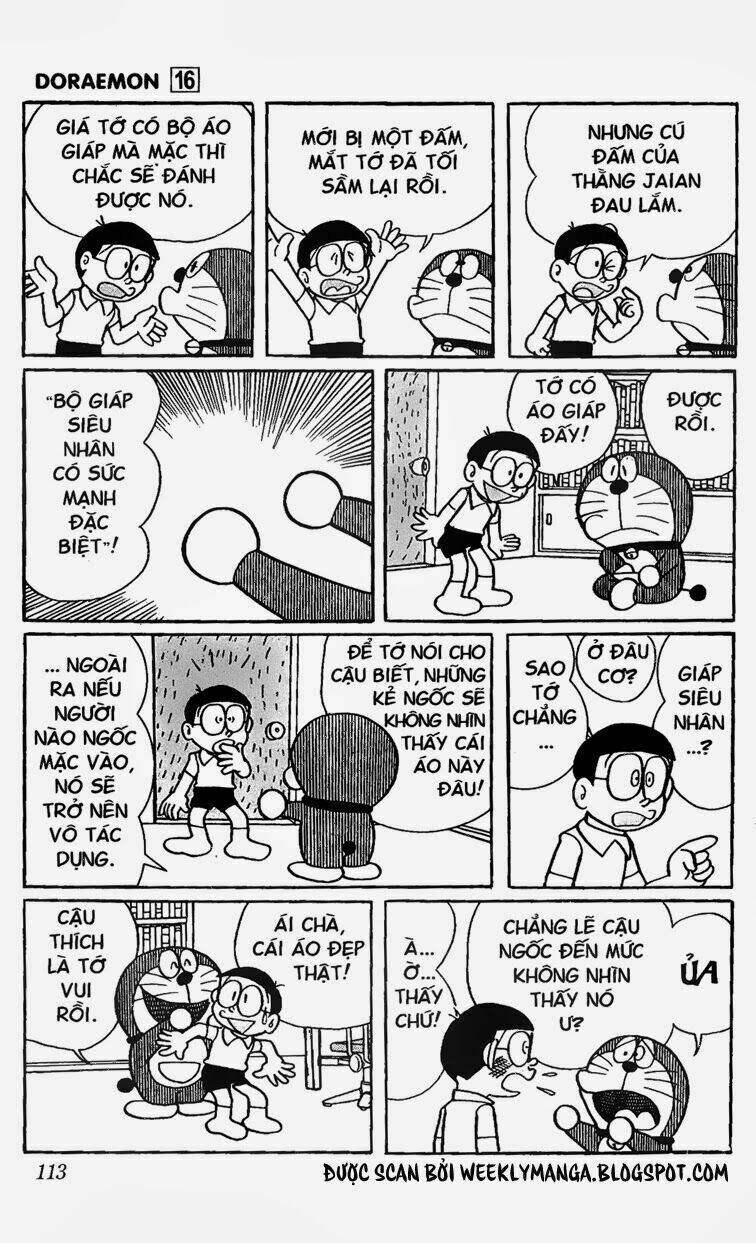 DORAEMON 16
NHƯNG CÚ
ĐẤM CỦA
THẰNG JAIAN
ĐAU LẮM.
MỚI BỊ MỘT ĐẤM,
MẮT TỚ ĐÃ TỐI
SẦM LẠI RỒI.
GIÁ TỚ CÓ BỘ ÁO
GIÁP MÀ MẶC THÌ
CHẮC SẼ ĐÁNH
ĐƯỢC NÓ.
ĐƯỢC
RỒI.
TỚ CÓ
ÁO GIÁP
ĐẤY!
“BỘ GIÁP
SIÊU
NHÂN
CÓ SỨC
MẠNH
ĐẶC
BIỆT”!
GIÁP
SIÊU
NHÂN
...?
Ở ĐÂU
CƠ?
SAO
TỚ
CHẲNG
...
ĐỂ TỚ NÓI CHO
CẬU BIẾT, NHỮNG
KẺ NGỐC SẼ
KHÔNG NHÌN
THẤY CÁI
ÁO NÀY
ĐÂU!
... NGOÀI
RA NẾU
NGƯỜI
NÀO NGỐC
MẶC VÀO,
NÓ SẼ
TRỞ NÊN
VÔ TÁC
DỤNG.
ỦA
CHẲNG LẼ CẬU
NGỐC ĐẾN MỨC
KHÔNG NHÌN
THẤY NÓ
Ư?
À...
Ờ...
THẤY
CHỨ!
ÁI CHÀ,
CÁI ÁO ĐẸP
THẬT!
CẬU
THÍCH
LÀ TỚ
VUI
RỒI.
113
ĐƯỢC SCAN BỞI WEEKLYMANGA.BLOGSPOT.COM